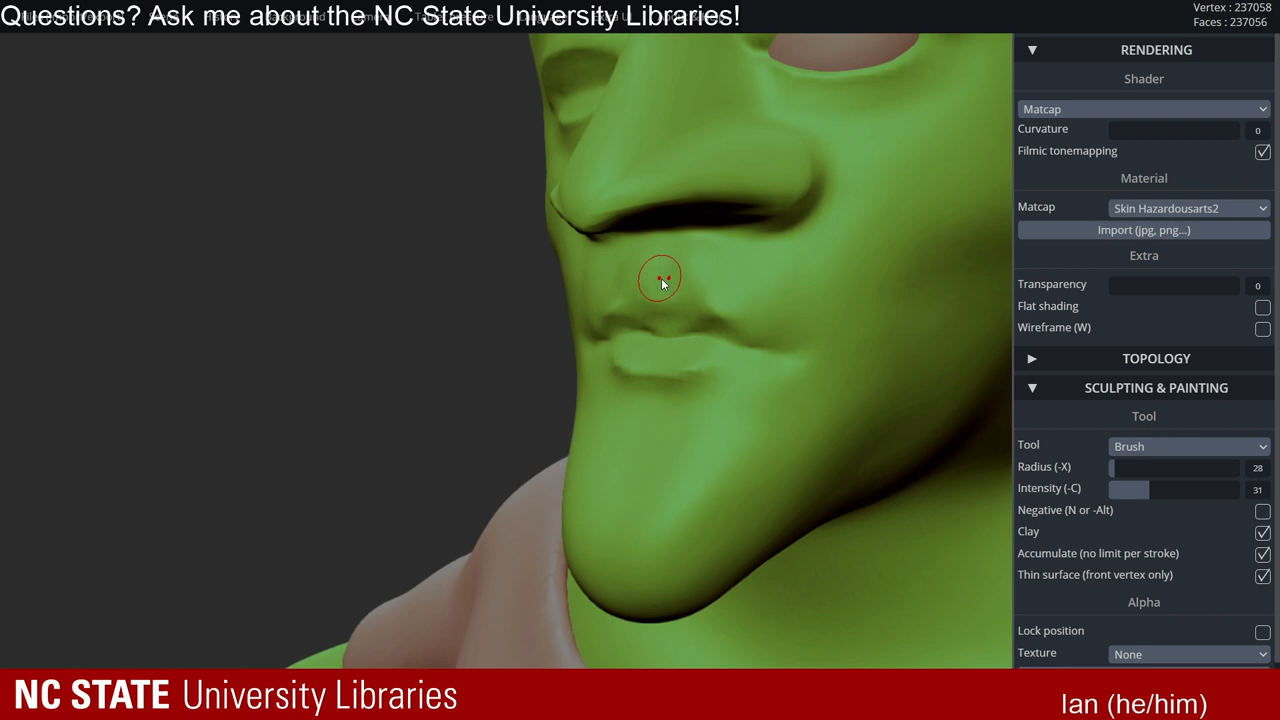 Questions? Ask me about the NC State University Libraries!
Vertex : 237058
Faces : 237056
RENDERING
Shader
Matcap
Curvature 0
Filmic tonemapping
Material
Matcap Skin Hazardousarts2
Import (jpg, png...)
Extra
Transparency 0
Flat shading
Wireframe (W)
TOPOLOGY
SCULPTING & PAINTING
Tool
Tool Brush
Radius (-X) 28
Intensity (-C) 31
Negative (N or -Alt)
Clay
Accumulate (no limit per stroke)
Thin surface (front vertex only)
Alpha
Lock position
Texture None
NC STATE University Libraries
Ian (he/him)